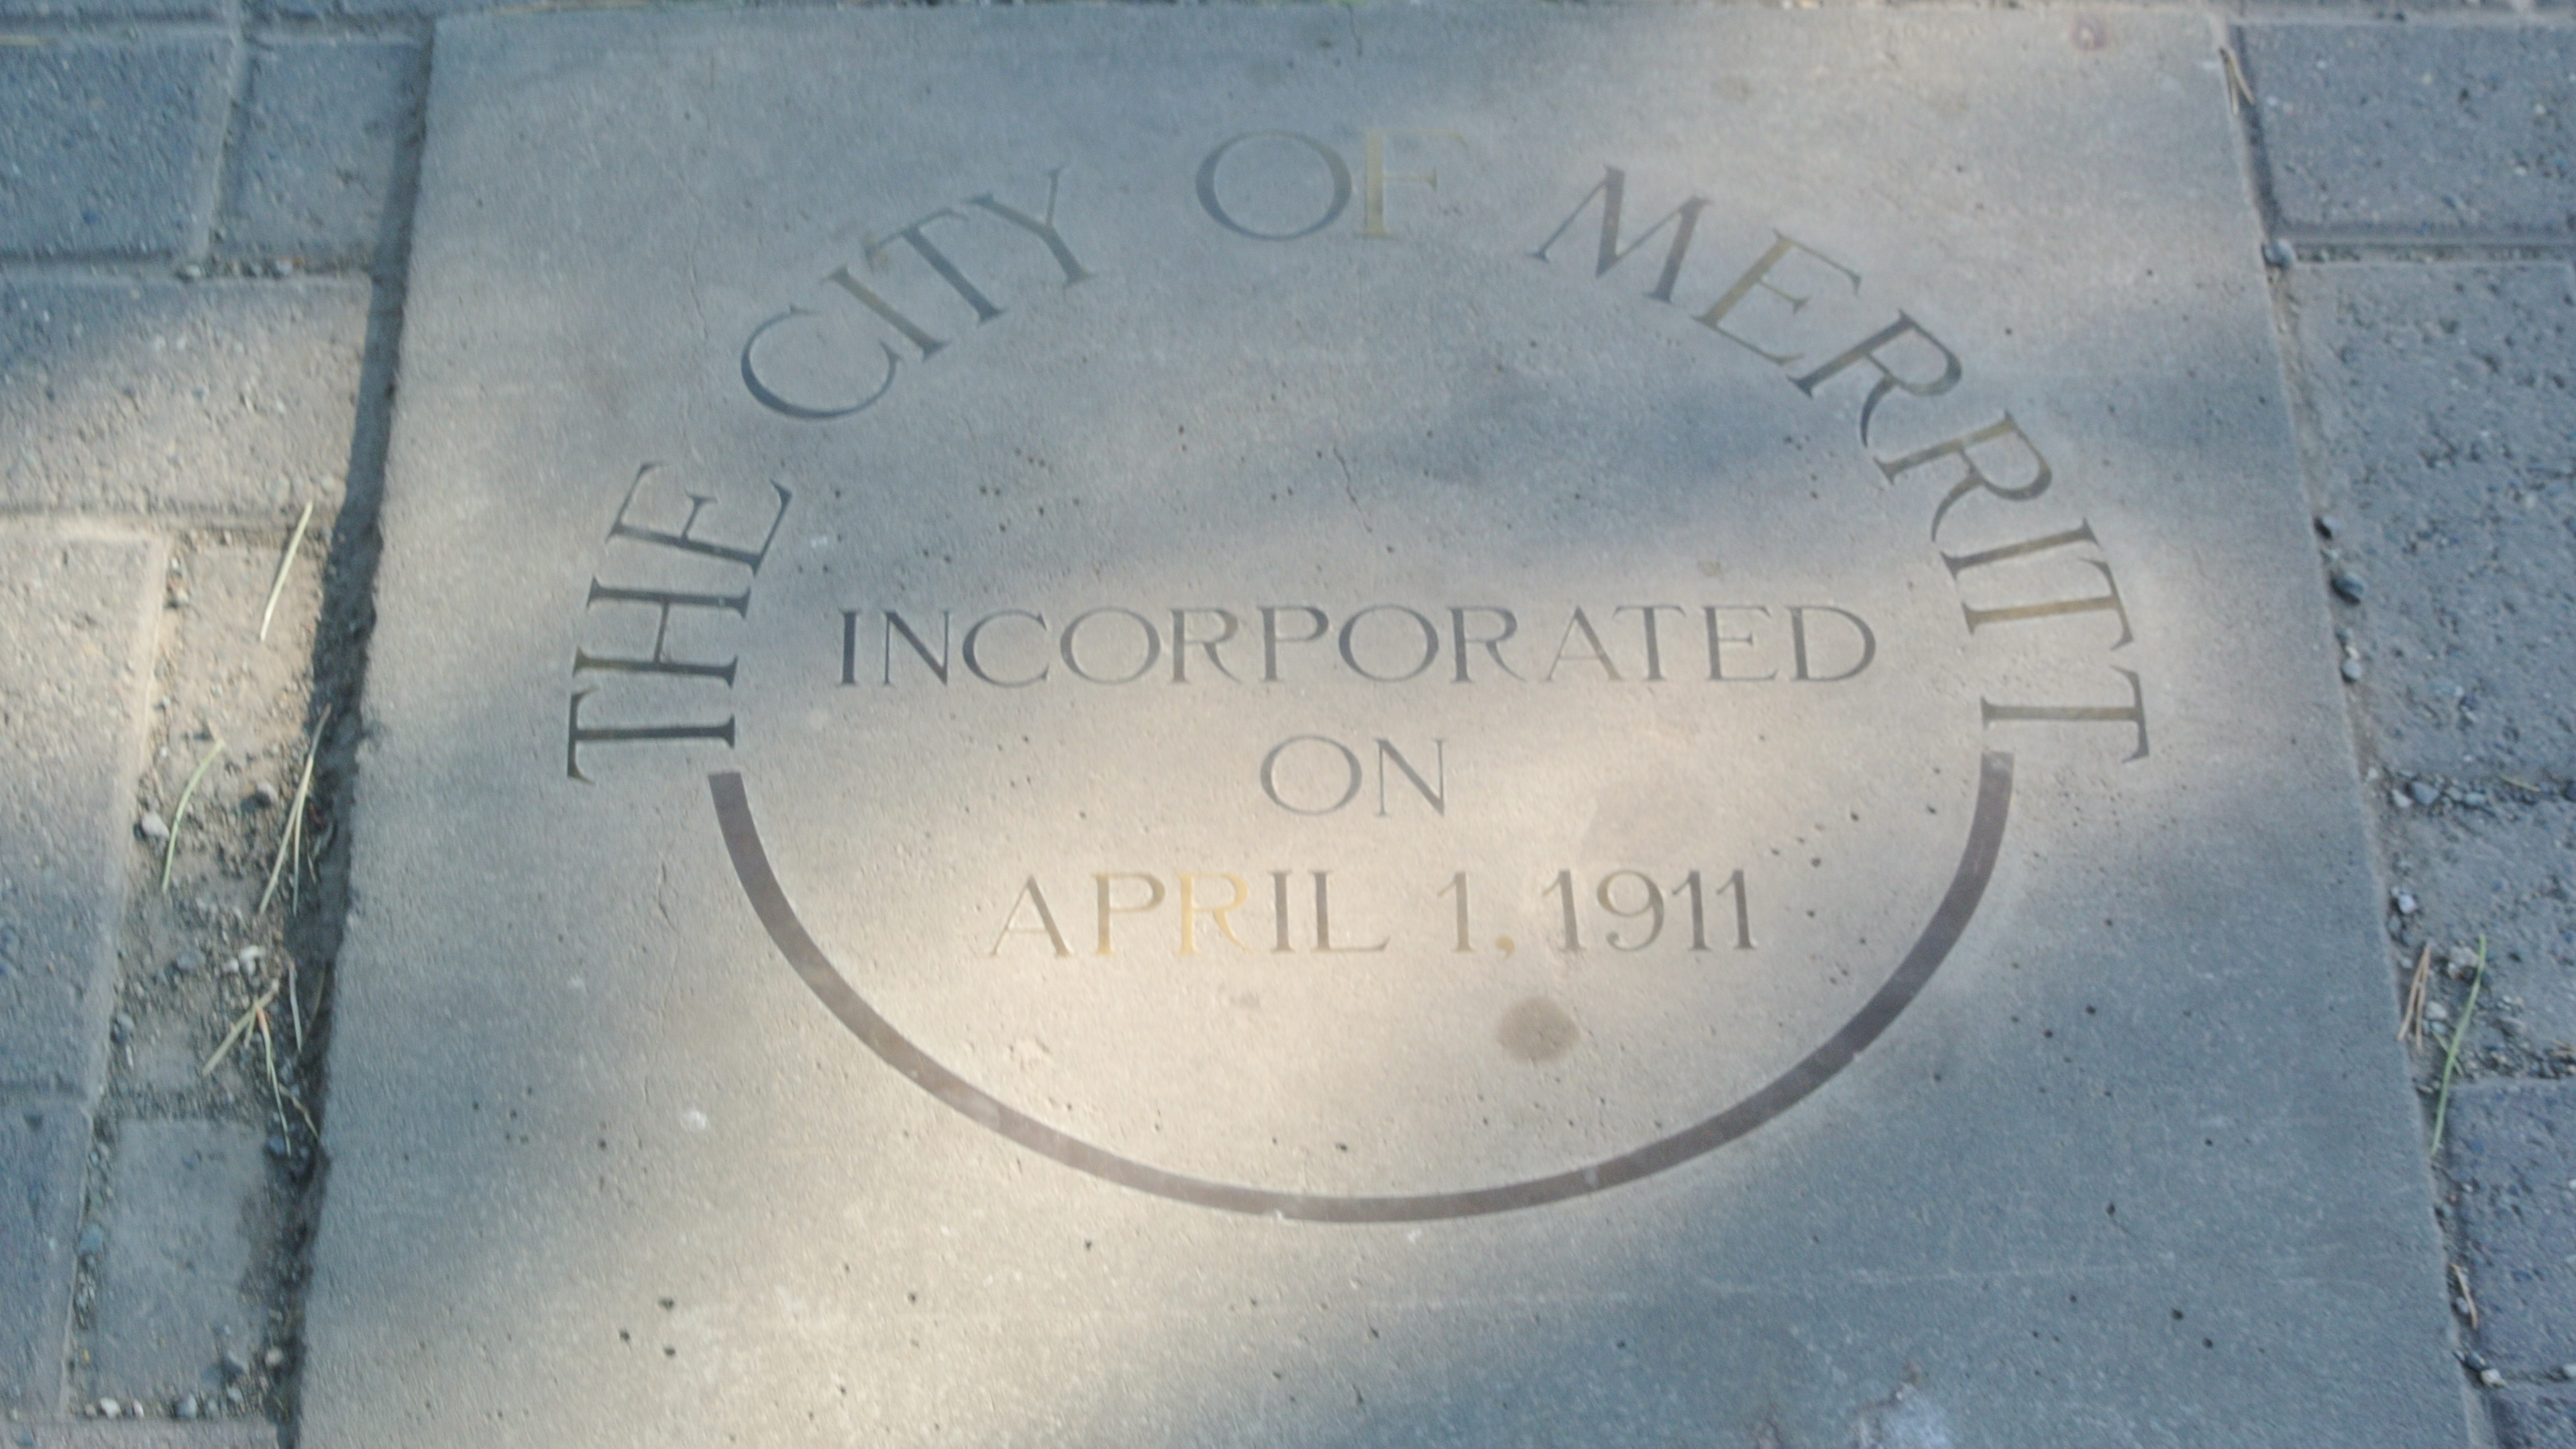 THE CITY OF MERRITT
INCORPORATED
ON
APRIL 1, 1911